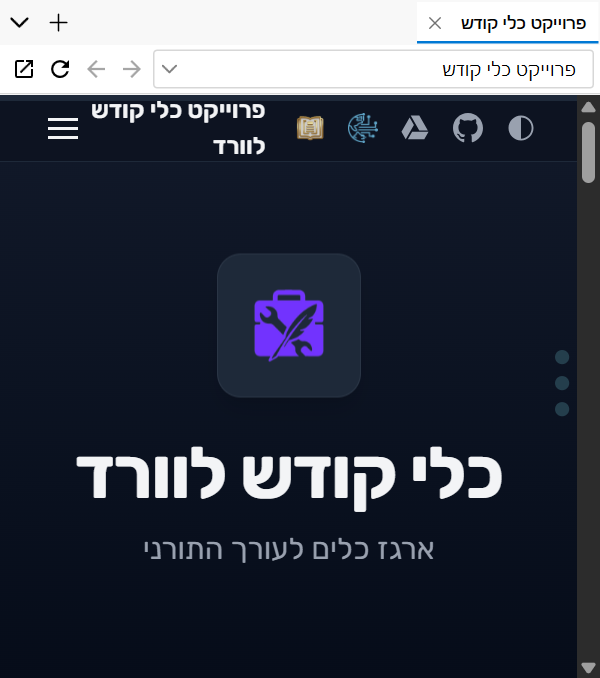 פרוייקט כלי קודש
פרוייקט כלי קודש
פרוייקט כלי קודש
לוורד
כלי קודש לוורד
ארגז כלים לעורך התורני